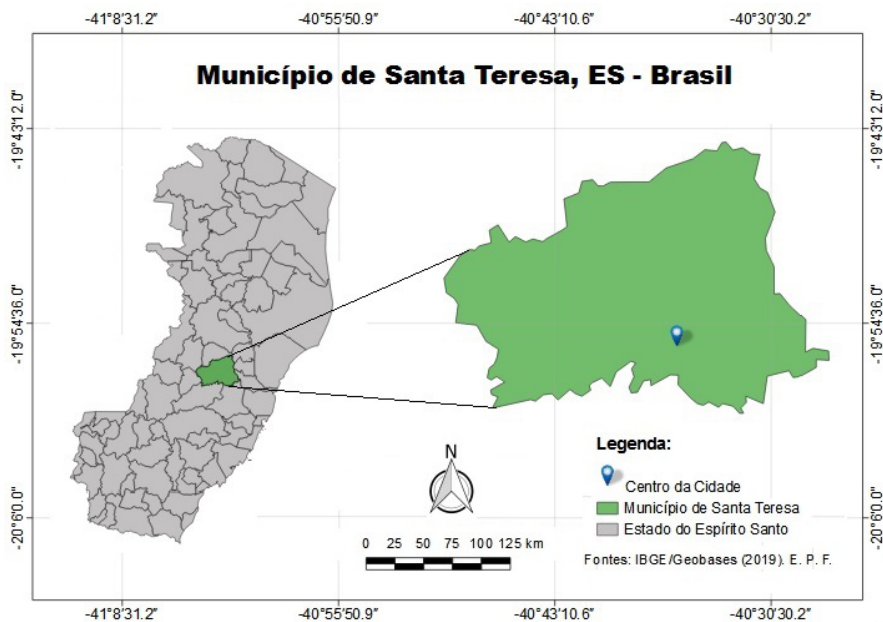 -41°8'31.2" -40°55'50.9" -40°43'10.6" -40°30'30.2"
Município de Santa Teresa, ES - Brasil
-19°43'12.0" -19°43'12.0"
-19°54'36.0" -19°54'36.0"
-20°6'0.0" -20°6'0.0"
N
0 25 50 75 100 125 km
Legenda:
Centro da Cidade
Município de Santa Teresa
Estado do Espírito Santo
Fontes: IBGE/Geobases (2019). E. P. F.
-41°8'31.2" -40°55'50.9" -40°43'10.6" -40°30'30.2"